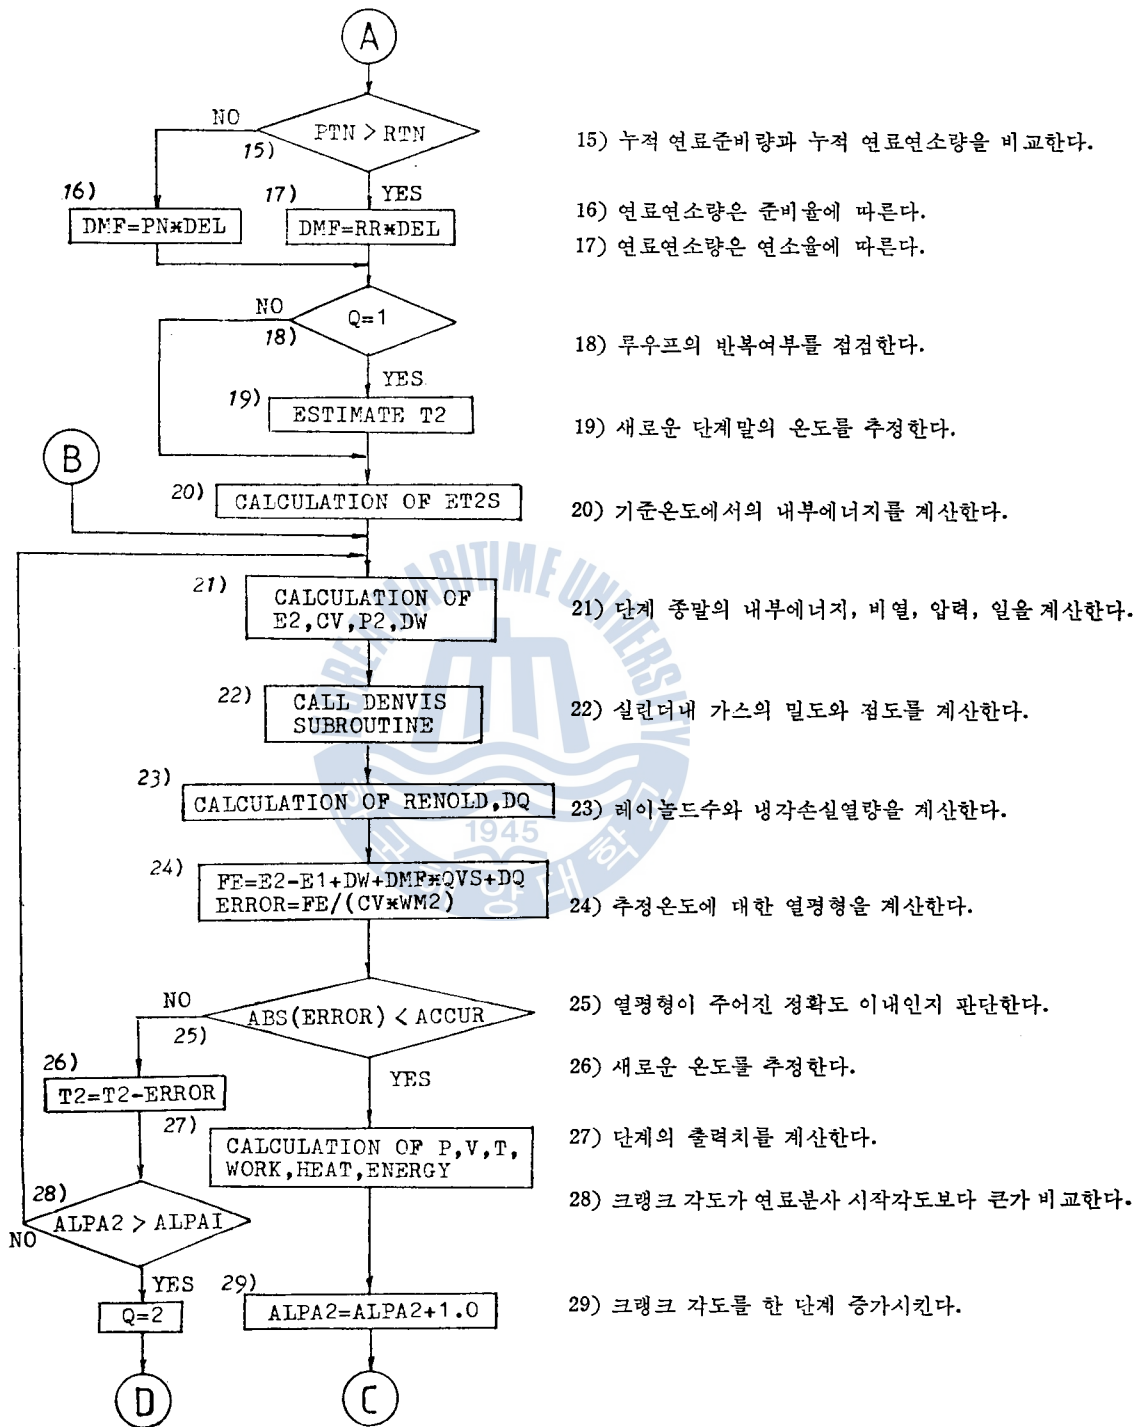 A
NO
PTN > RTN
15)
15) 누적 연료준비량과 누적 연료연소량을 비교한다.
YES
16)
DMF=PN*DEL
17)
DMF=RR*DEL
16) 연료연소량은 준비율에 따른다.
17) 연료연소량은 연소율에 따른다.
NO
Q=1
18)
18) 루우프의 반복여부를 점검한다.
YES
19)
ESTIMATE T2
19) 새로운 단계말의 온도를 추정한다.
B
20)
CALCULATION OF ET2S
20) 기준온도에서의 내부에너지를 계산한다.
21)
CALCULATION OF
E2,CV,P2,DW
21) 단계 종말의 내부에너지, 비열, 압력, 일을 계산한다.
22)
CALL DENVIS
SUBROUTINE
22) 실린더내 가스의 밀도와 점도를 계산한다.
23)
CALCULATION OF RENOLD,DQ
23) 레이놀드수와 냉각손실열량을 계산한다.
24)
FE=E2-E1+DW+DMF*QVS+DQ
ERROR=FE/(CV*WM2)
24) 추정온도에 대한 열평형을 계산한다.
NO
ABS(ERROR) < ACCUR
25)
25) 열평형이 주어진 정확도 이내인지 판단한다.
YES
26)
T2=T2-ERROR
26) 새로운 온도를 추정한다.
27)
CALCULATION OF P,V,T,
WORK,HEAT,ENERGY
27) 단계의 출력치를 계산한다.
28)
ALPA2 > ALPAI
NO
28) 크랭크 각도가 연료분사 시작각도보다 큰가 비교한다.
YES
Q=2
29)
ALPA2=ALPA2+1.0
29) 크랭크 각도를 한 단계 증가시킨다.
D
C
KOREA MARITIME UNIVERSITY
1945
한국해양대학교